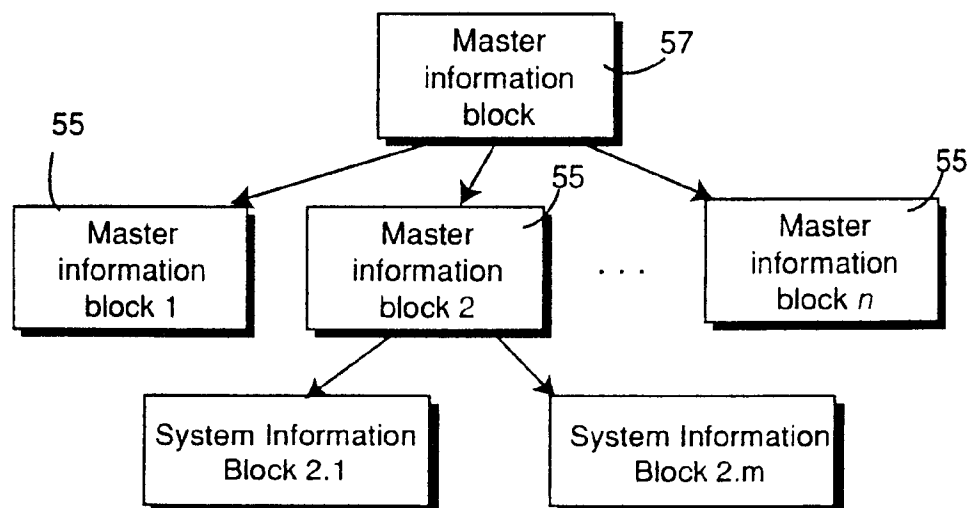 Master
information
block
57
55
Master
information
block 1
55
Master
information
block 2
. . .
55
Master
information
block n
System Information
Block 2.1
System Information
Block 2.m